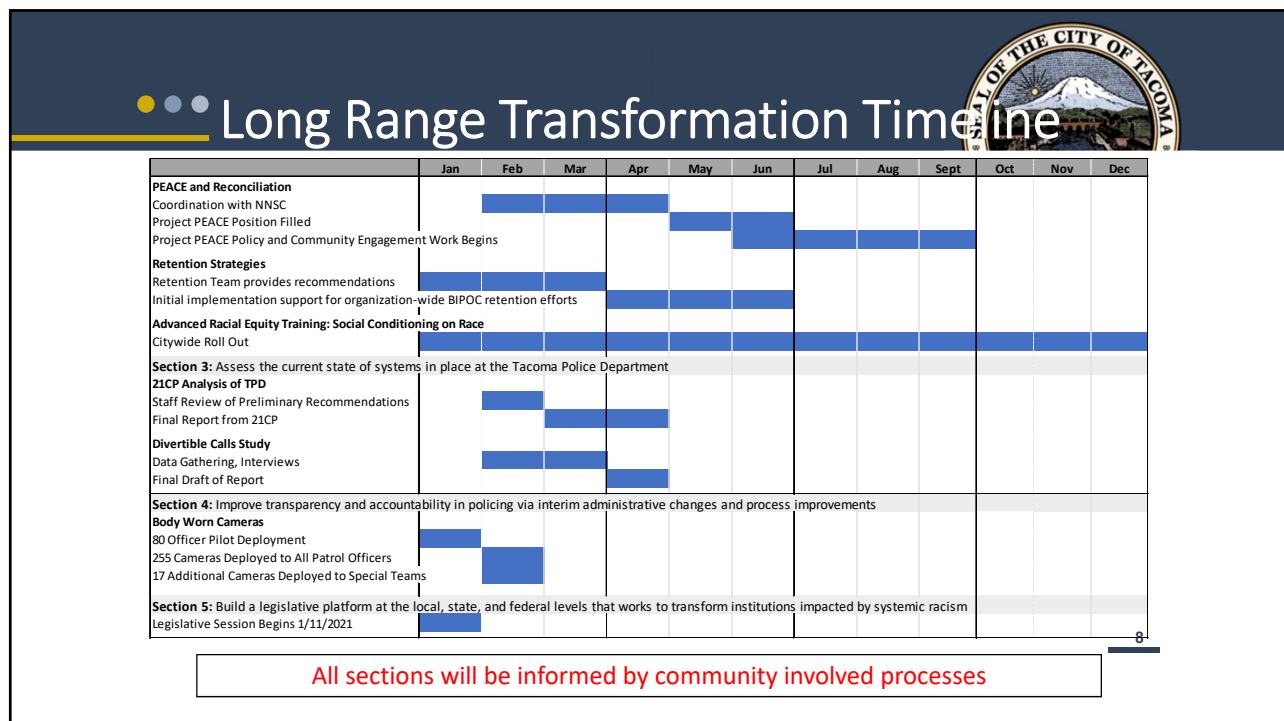 SEAL OF THE CITY OF TACOMA
Long Range Transformation Timeline
Jan Feb Mar Apr May Jun Jul Aug Sept Oct Nov Dec
PEACE and Reconciliation
Coordination with NNSC
Project PEACE Position Filled
Project PEACE Policy and Community Engagement Work Begins
Retention Strategies
Retention Team provides recommendations
Initial implementation support for organization-wide BIPOC retention efforts
Advanced Racial Equity Training: Social Conditioning on Race
Citywide Roll Out
Section 3: Assess the current state of systems in place at the Tacoma Police Department
21CP Analysis of TPD
Staff Review of Preliminary Recommendations
Final Report from 21CP
Divertible Calls Study
Data Gathering, Interviews
Final Draft of Report
Section 4: Improve transparency and accountability in policing via interim administrative changes and process improvements
Body Worn Cameras
80 Officer Pilot Deployment
255 Cameras Deployed to All Patrol Officers
17 Additional Cameras Deployed to Special Teams
Section 5: Build a legislative platform at the local, state, and federal levels that works to transform institutions impacted by systemic racism
Legislative Session Begins 1/11/2021
8
All sections will be informed by community involved processes